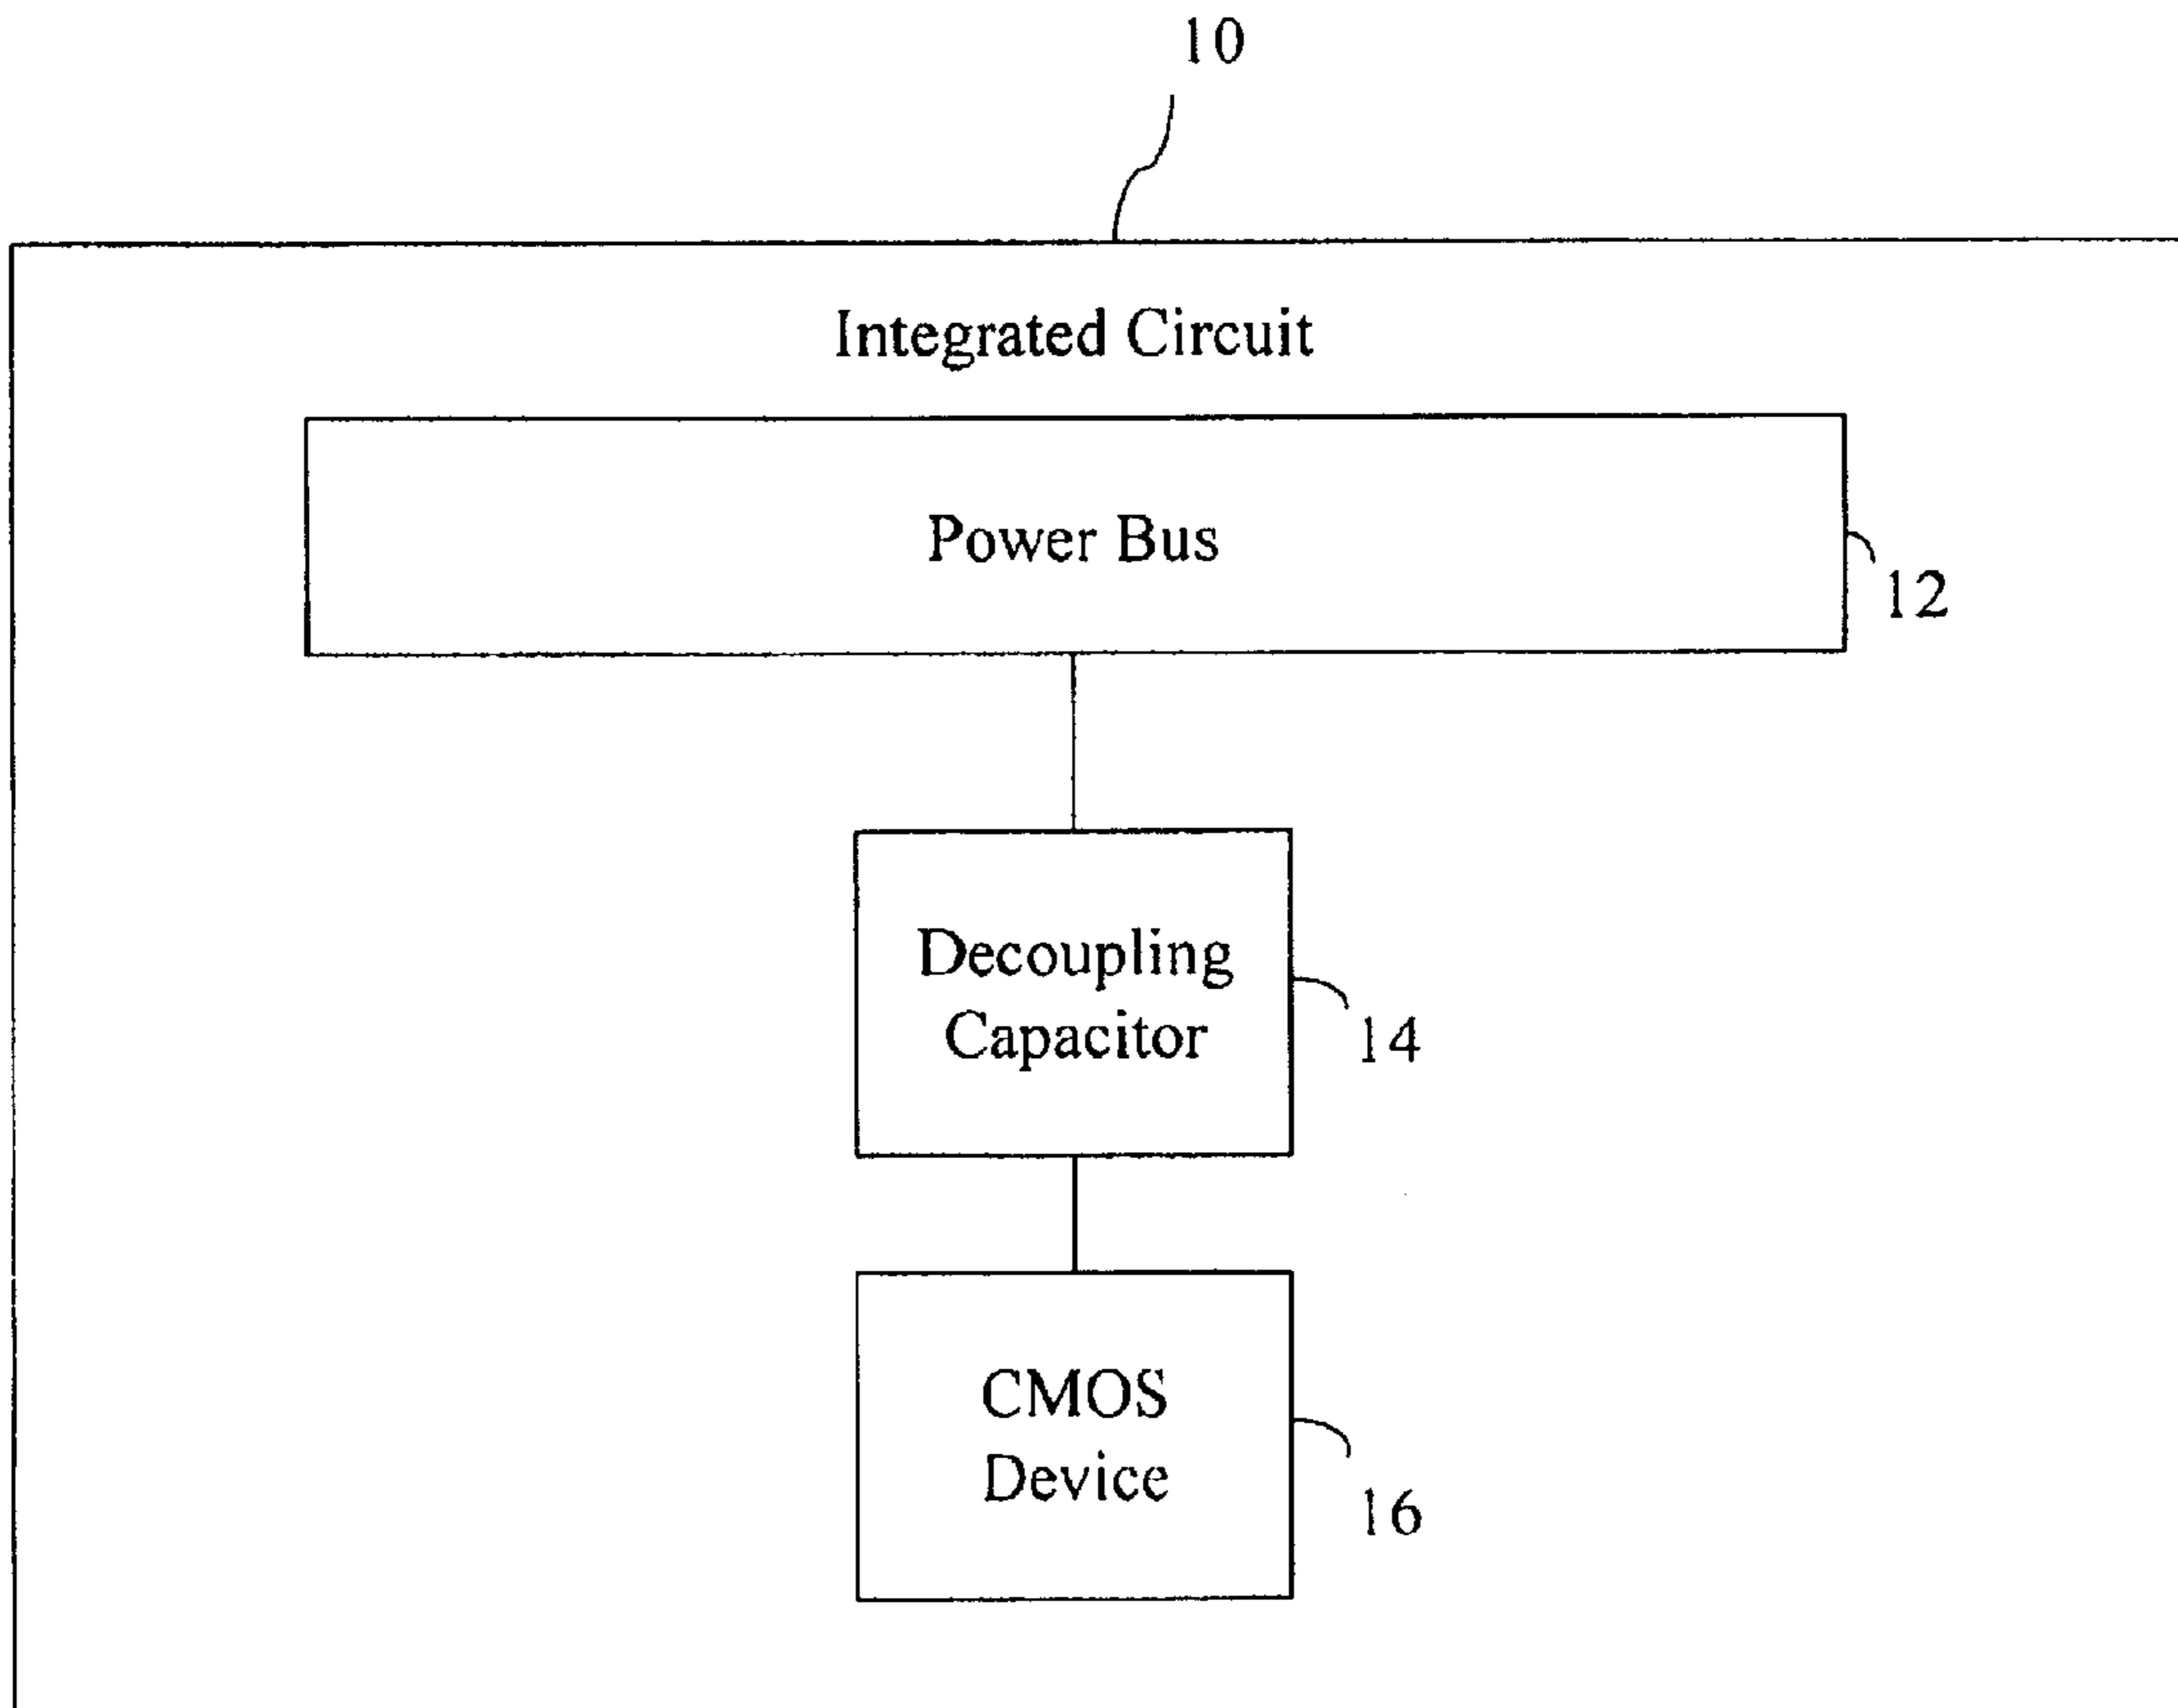 10
Integrated Circuit
Power Bus
12
Decoupling
Capacitor
14
CMOS
Device
16